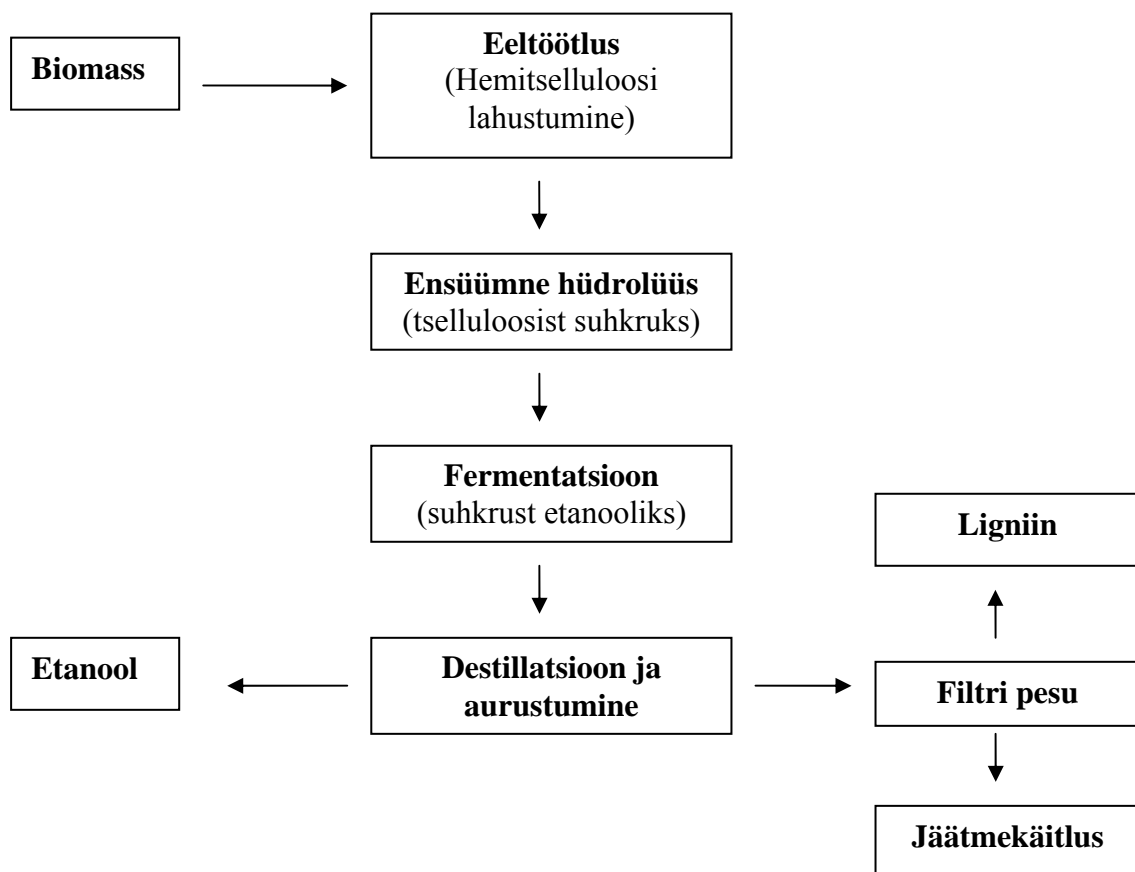 Biomass
Eeltöötlus
(Hemitselluloosi
lahustumine)
Ensüümne hüdrolüüs
(tselluloosist suhkruks)
Fermentatsioon
(suhkrust etanooliks)
Ligniin
Etanool
Destillatsioon ja
aurustumine
Filtri pesu
Jäätmekäitlus